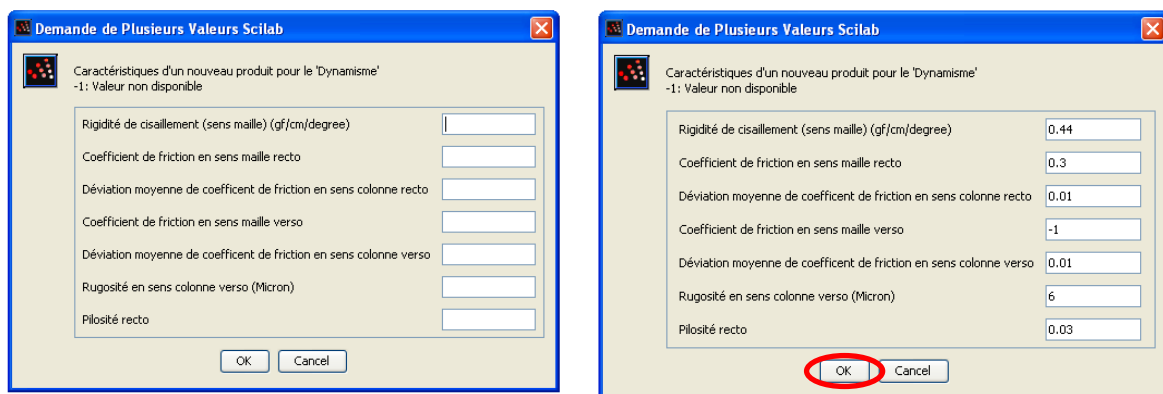 Demande de Plusieurs Valeurs Scilab
Caractéristiques d'un nouveau produit pour le 'Dynamisme'
-1: Valeur non disponible
Rigidité de cisaillement (sens maille) (gf/cm/degree)
Coefficient de friction en sens maille recto
Déviation moyenne de coefficent de friction en sens colonne recto
Coefficient de friction en sens maille verso
Déviation moyenne de coefficent de friction en sens colonne verso
Rugosité en sens colonne verso (Micron)
Pilosité recto
OK Cancel
Demande de Plusieurs Valeurs Scilab
Caractéristiques d'un nouveau produit pour le 'Dynamisme'
-1: Valeur non disponible
Rigidité de cisaillement (sens maille) (gf/cm/degree) 0.44
Coefficient de friction en sens maille recto 0.3
Déviation moyenne de coefficent de friction en sens colonne recto 0.01
Coefficient de friction en sens maille verso -1
Déviation moyenne de coefficent de friction en sens colonne verso 0.01
Rugosité en sens colonne verso (Micron) 6
Pilosité recto 0.03
OK Cancel